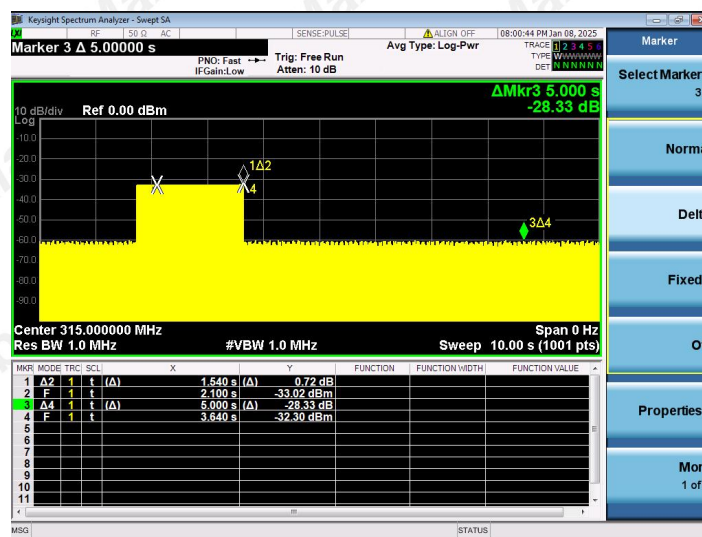 Keysight Spectrum Analyzer - Swept SA
RF 50 Ω AC SENSE:PULSE ALIGN OFF 08:00:44 PM Jan 08, 2025
Marker 3 Δ 5.00000 s
PNO: Fast
IFGain:Low
Trig: Free Run
Atten: 10 dB
Avg Type: Log-Pwr
TRACE 1 2 3 4 5 6
TYPE WWWWWW
DET N N N N N N
ΔMkr3 5.000 s
-28.33 dB
10 dB/div Ref 0.00 dBm
Log
-10.0
-20.0
-30.0
-40.0
-50.0
-60.0
-70.0
-80.0
-90.0
1Δ2
4
3Δ4
Center 315.000000 MHz Span 0 Hz
Res BW 1.0 MHz #VBW 1.0 MHz Sweep 10.00 s (1001 pts)
MKR MODE TRC SCL X Y FUNCTION FUNCTION WIDTH FUNCTION VALUE
1 Δ2 1 t (Δ) 1.540 s (Δ) 0.72 dB
2 F 1 t 2.100 s -33.02 dBm
3 Δ4 1 t (Δ) 5.000 s (Δ) -28.33 dB
4 F 1 t 3.640 s -32.30 dBm
5
6
7
8
9
10
11
MSG STATUS
Marker
Select Marker
3
Norma
Delt
Fixed
O
Properties
Mor
1 of